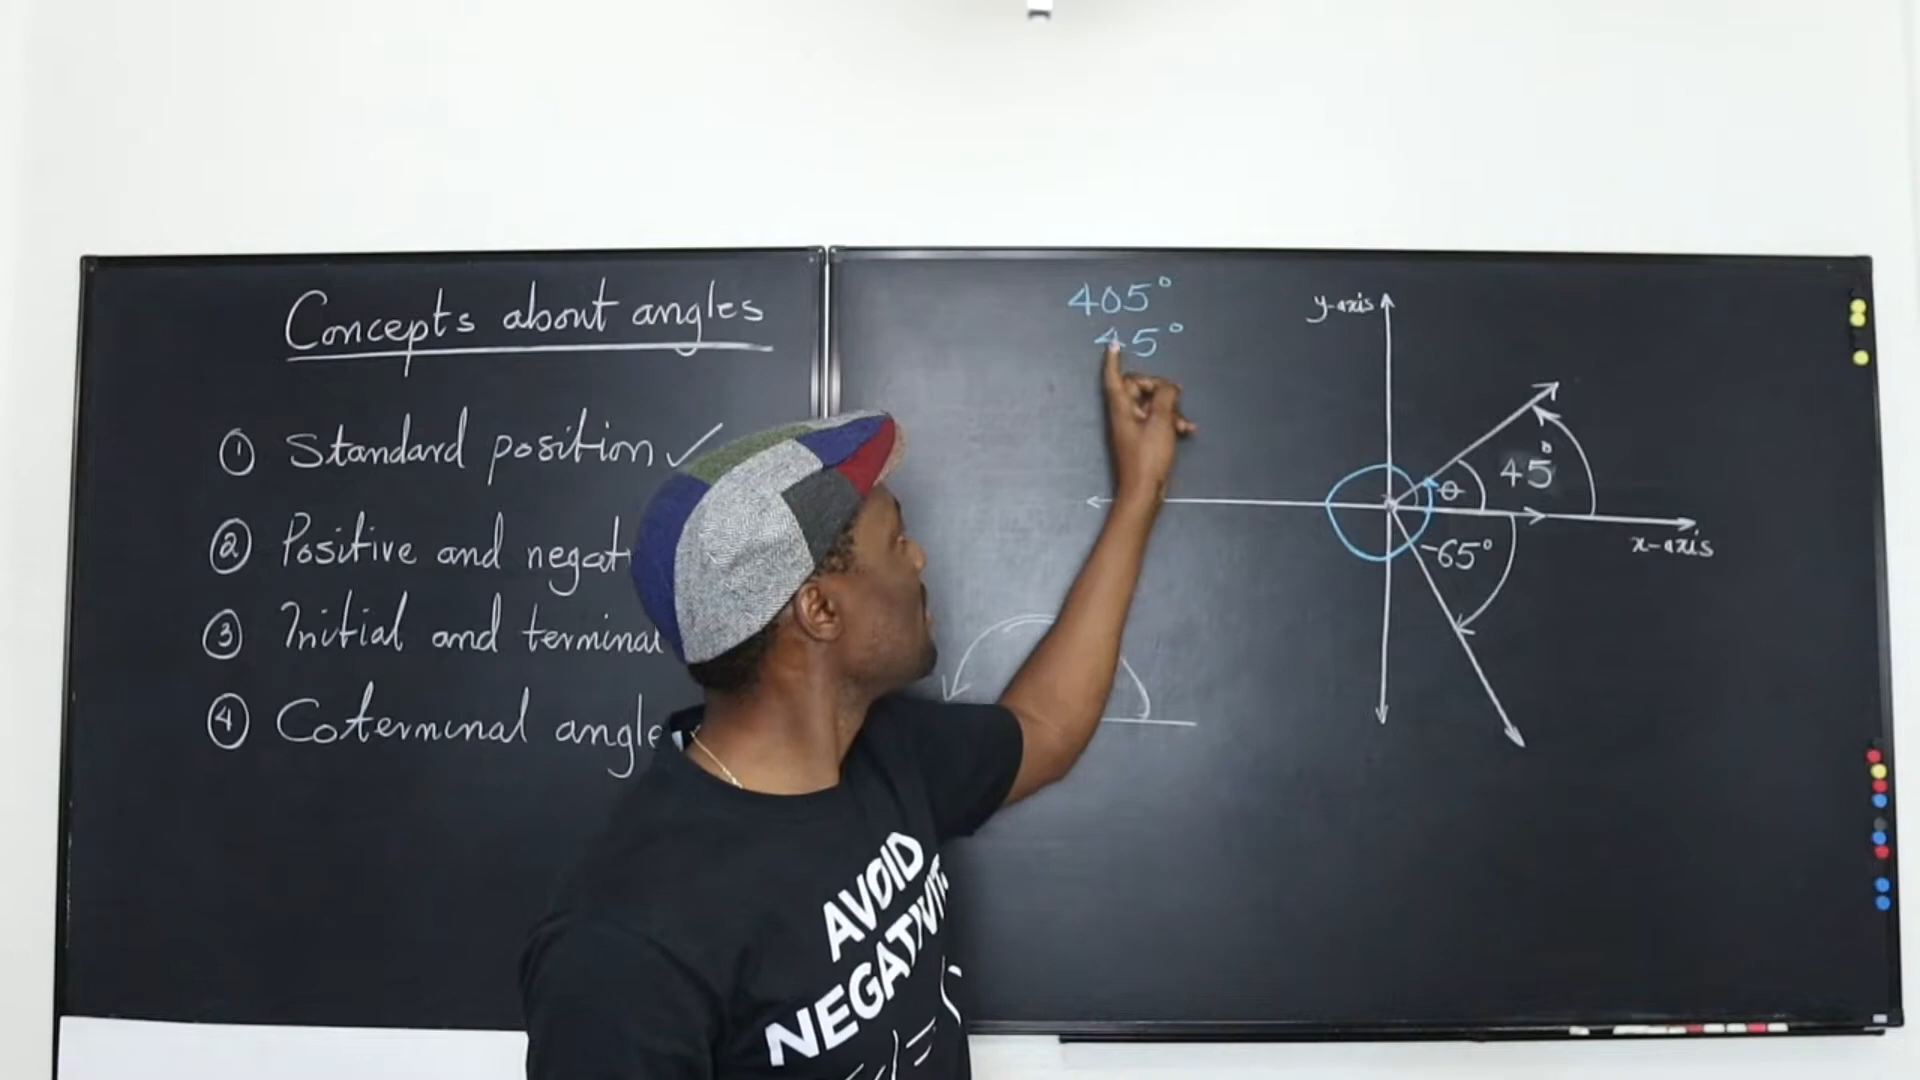 Concepts about angles
① Standard position ✓
② Positive and negat
③ Initial and terminal
④ Coterminal angle
405°
45°
y-axis
45°
θ
-65°
x-axis
AVOID
NEGATIVIT